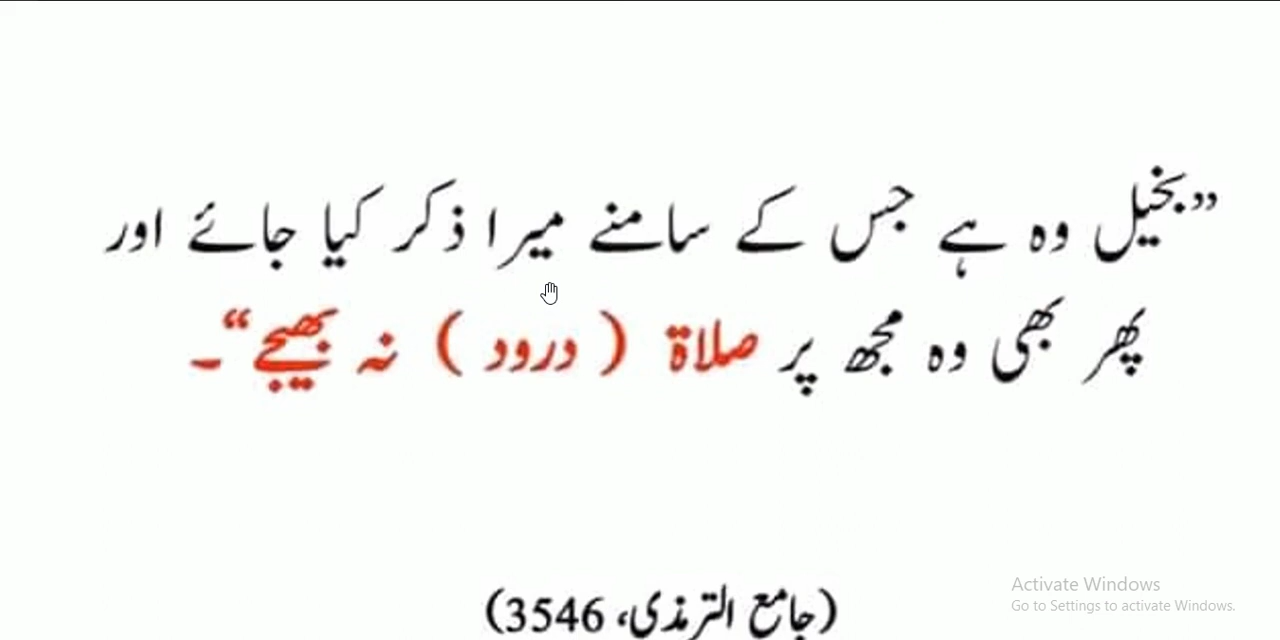 ”بخیل وہ ہے جس کے سامنے میرا ذکر کیا جائے اور
پھر بھی وہ مجھ پر صلاۃ ( درود ) نہ بھیجے“۔
(جامع الترمذی، 3546)
Activate Windows
Go to Settings to activate Windows.